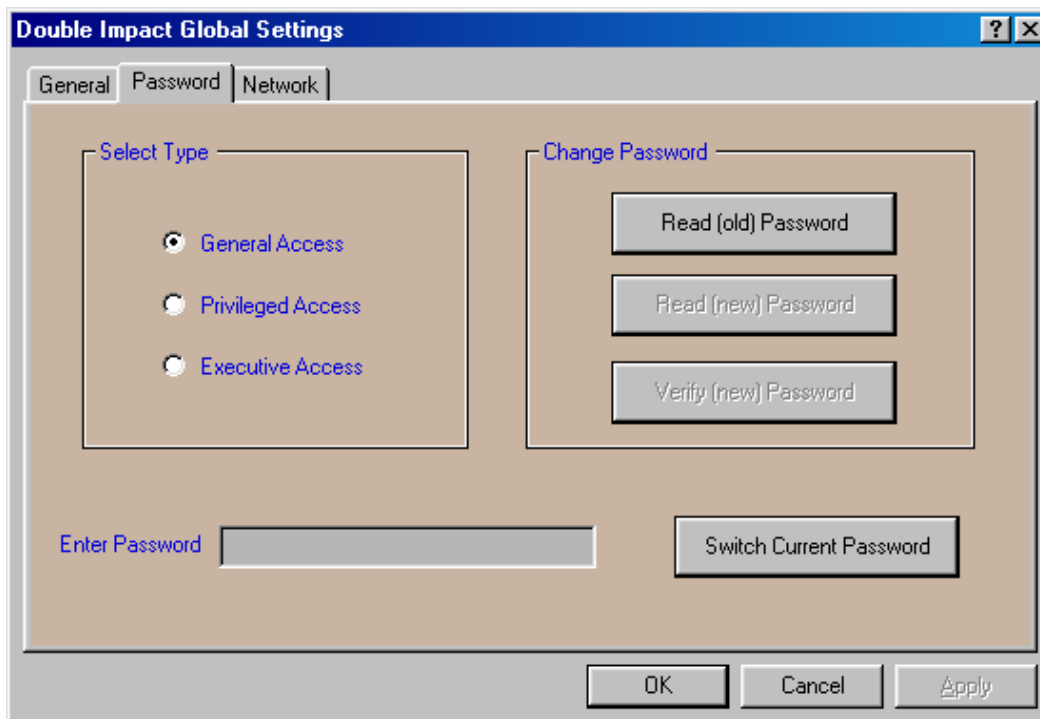 Double Impact Global Settings
General Password Network
Select Type
General Access
Privileged Access
Executive Access
Change Password
Read (old) Password
Read (new) Password
Verify (new) Password
Enter Password
Switch Current Password
OK Cancel Apply